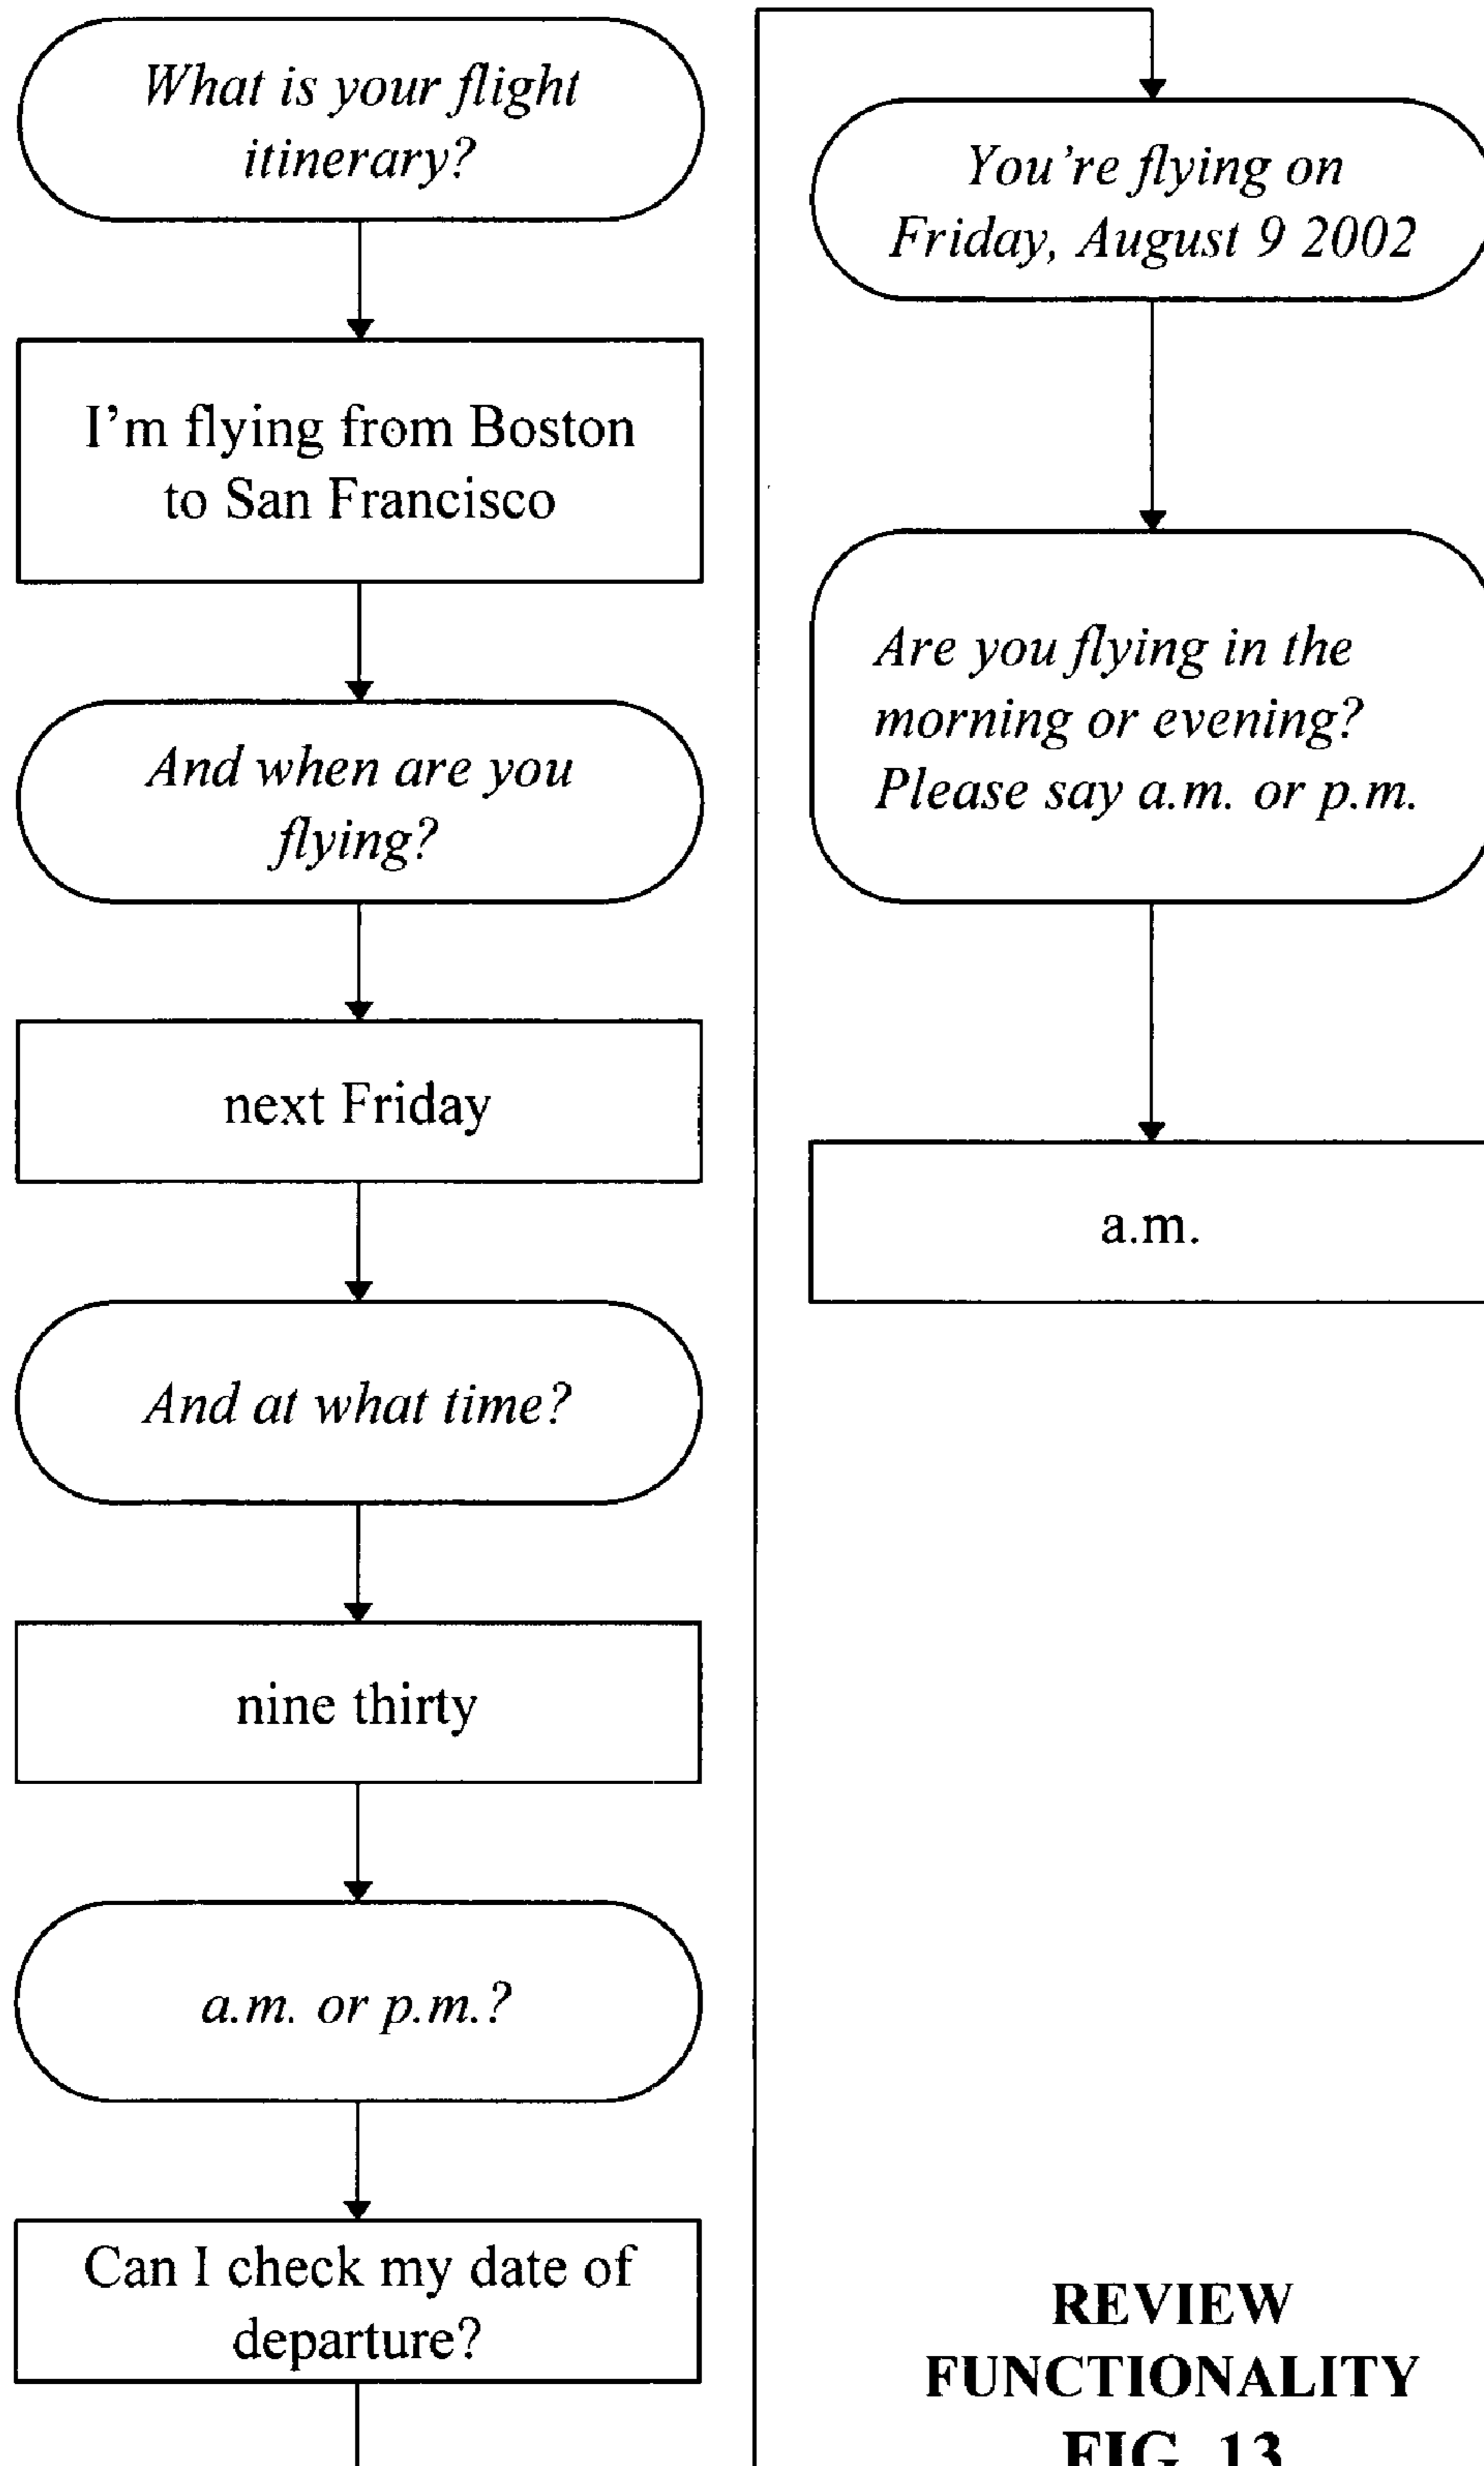 What is your flight
itinerary?
I'm flying from Boston
to San Francisco
And when are you
flying?
next Friday
And at what time?
nine thirty
a.m. or p.m.?
Can I check my date of
departure?
You're flying on
Friday, August 9 2002
Are you flying in the
morning or evening?
Please say a.m. or p.m.
a.m.
REVIEW
FUNCTIONALITY
FIG. 13